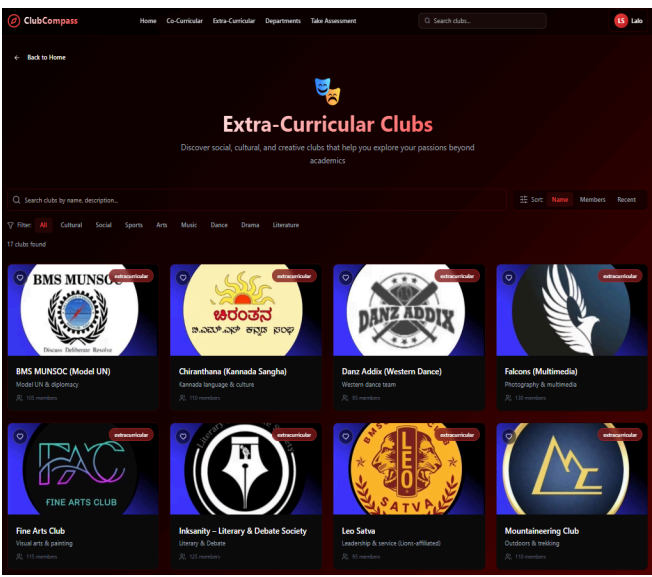 ClubCompass
Home Co-Curricular Extra-Curricular Departments Take Assessment
Search clubs...
LS Lalo
← Back to Home
Extra-Curricular Clubs
Discover social, cultural, and creative clubs that help you explore your passions beyond
academics
Search clubs by name, description...
Sort: Name Members Recent
Filter: All Cultural Social Sports Arts Music Dance Drama Literature
17 clubs found
BMS MUNSOC
Discuss Deliberate Resolve
extracurricular
BMS MUNSOC (Model UN)
Model UN & diplomacy
105 members
ಚಿರಂತನ
ಬಿ.ಎಮ್.ಎಸ್ ಕನ್ನಡ ಸಂಘ
extracurricular
Chiranthana (Kannada Sangha)
Kannada language & culture
110 members
DANZ ADDIX
extracurricular
Danz Addix (Western Dance)
Western dance team
95 members
extracurricular
Falcons (Multimedia)
Photography & multimedia
130 members
FAC
FINE ARTS CLUB
extracurricular
Fine Arts Club
Visual arts & painting
115 members
Literary
extracurricular
Inksanity – Literary & Debate Society
Literary & Debate
125 members
BMS
LEO
SATVA
extracurricular
Leo Satva
Leadership & service (Lions-affiliated)
95 members
extracurricular
Mountaineering Club
Outdoors & trekking
110 members